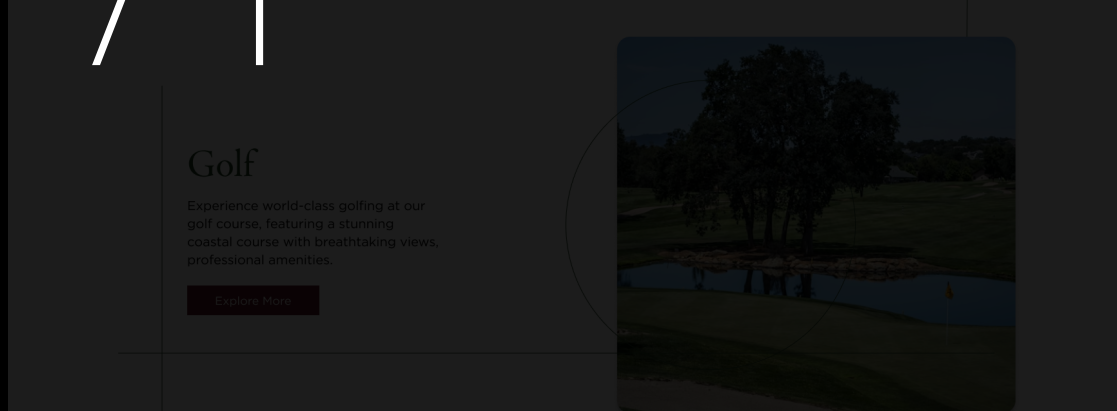 Golf
Experience world-class golfing at our
golf course, featuring a stunning
coastal course with breathtaking views,
professional amenities.
Explore More